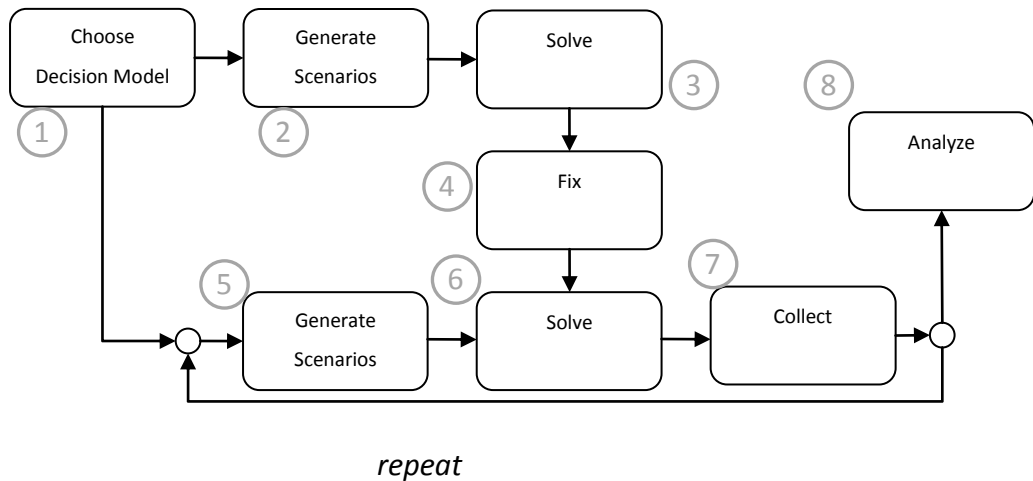 Choose
Decision Model
1
Generate
Scenarios
2
Solve
3
Fix
4
Generate
Scenarios
5
Solve
6
Collect
7
Analyze
8
repeat